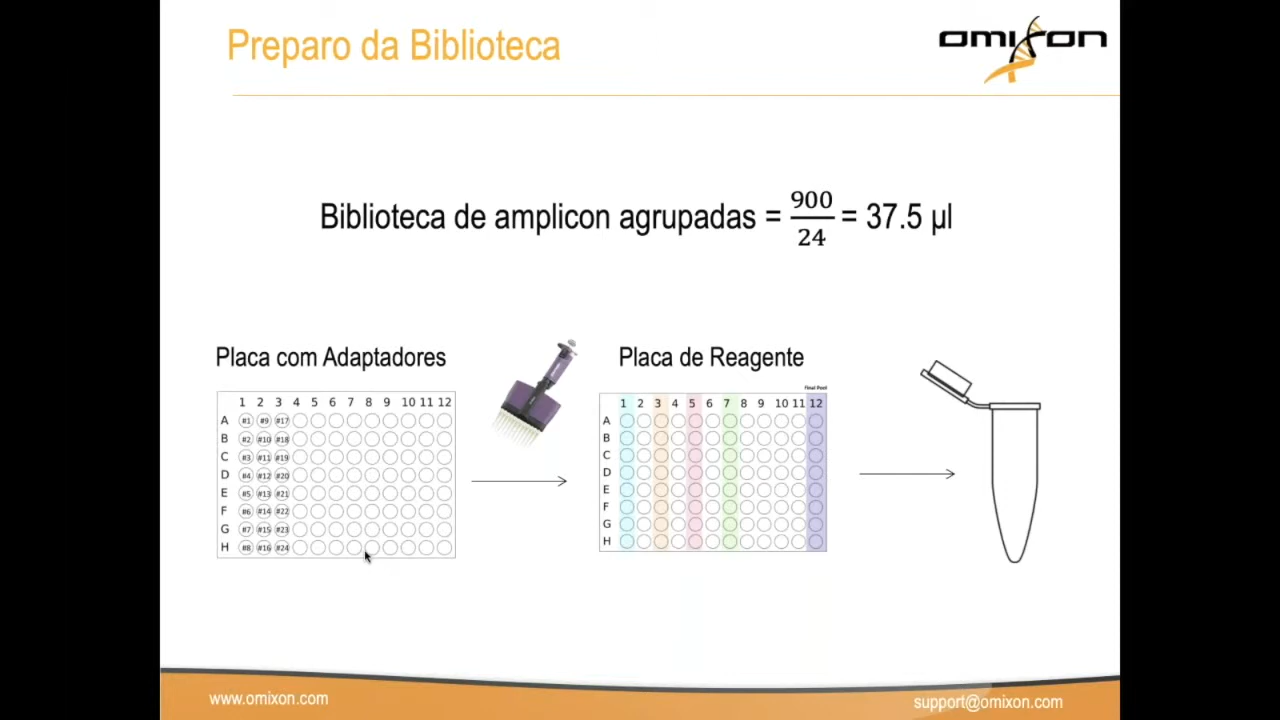 Preparo da Biblioteca
omixon
Biblioteca de amplicon agrupadas = 900/24 = 37.5 µl
Placa com Adaptadores
Placa de Reagente
Final Pool
1 2 3 4 5 6 7 8 9 10 11 12
A #1 #9 #17
B #2 #10 #18
C #3 #11 #19
D #4 #12 #20
E #5 #13 #21
F #6 #14 #22
G #7 #15 #23
H #8 #16 #24
1 2 3 4 5 6 7 8 9 10 11 12
A
B
C
D
E
F
G
H
www.omixon.com
support@omixon.com